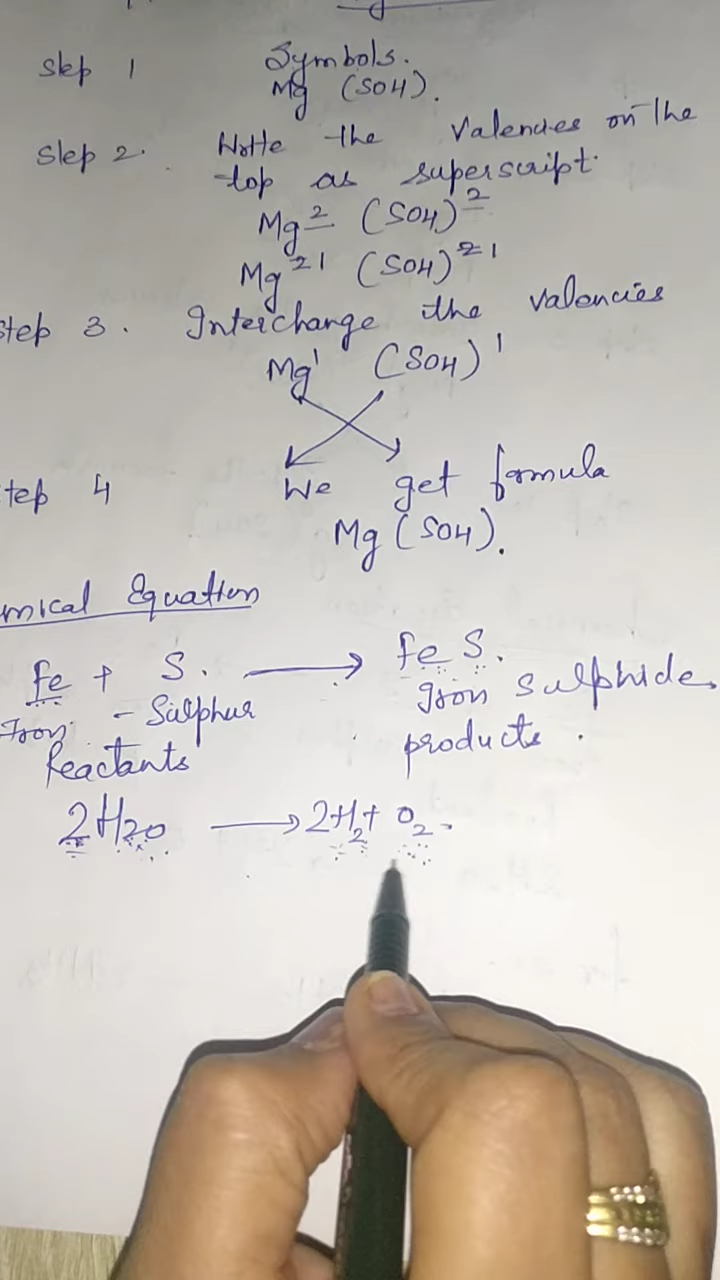 Step 1 Symbols.
Mg (SO4).
Step 2. Write the Valencies on the
top as superscript.
Mg² (SO4)²
Mg²¹ (SO4)²¹
Step 3. Interchange the valencies
Mg¹ (SO4)¹
tep 4 We get formula
Mg (SO4).
mical Equation
Fe + S. ⟶ FeS.
Iron - Sulphur Iron Sulphide
Reactants products.
2H₂O ⟶ 2H₂ + O₂.